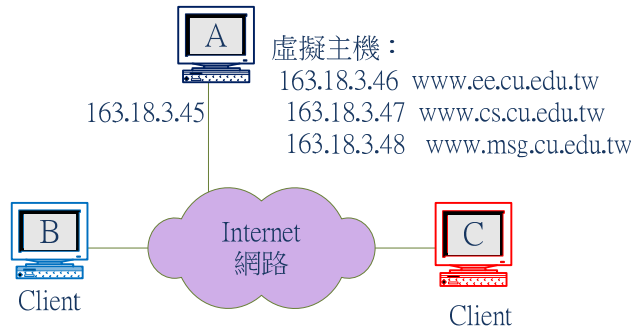 A
虛擬主機：
163.18.3.46 www.ee.cu.edu.tw
163.18.3.45
163.18.3.47 www.cs.cu.edu.tw
163.18.3.48 www.msg.cu.edu.tw
B
Internet
網路
C
Client
Client